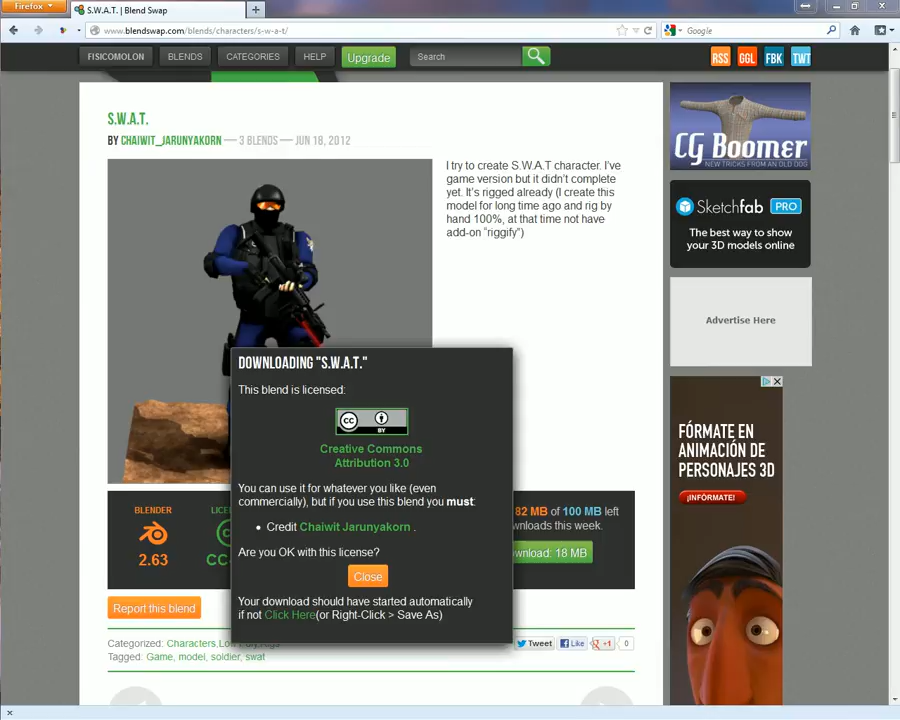 Firefox
S.W.A.T. | Blend Swap
www.blendswap.com/blends/characters/s-w-a-t/
Google
FISICOMOLON BLENDS CATEGORIES HELP Upgrade Search RSS GGL FBK TWT
S.W.A.T.
BY CHAIWIT_JARUNYAKORN — 3 BLENDS — JUN 18, 2012
I try to create S.W.A.T character. I've
game version but it didn't complete
yet. It's rigged already (I create this
model for long time ago and rig by
hand 100%, at that time not have
add-on "riggify")
CG Boomer
NEW TRICKS FROM AN OLD DOG
Sketchfab PRO
The best way to show
your 3D models online
Advertise Here
FÓRMATE EN
ANIMACIÓN DE
PERSONAJES 3D
¡INFÓRMATE!
DOWNLOADING "S.W.A.T."
This blend is licensed:
CC BY
Creative Commons
Attribution 3.0
You can use it for whatever you like (even
commercially), but if you use this blend you must:
• Credit Chaiwit Jarunyakorn .
Are you OK with this license?
Close
Your download should have started automatically
if not Click Here(or Right-Click > Save As)
BLENDER
2.63
LICE
CC-
82 MB of 100 MB left
wnloads this week.
wnload: 18 MB
Report this blend
Categorized: Characters,
Tagged: Game, model, soldier, swat
Tweet Like +1 0